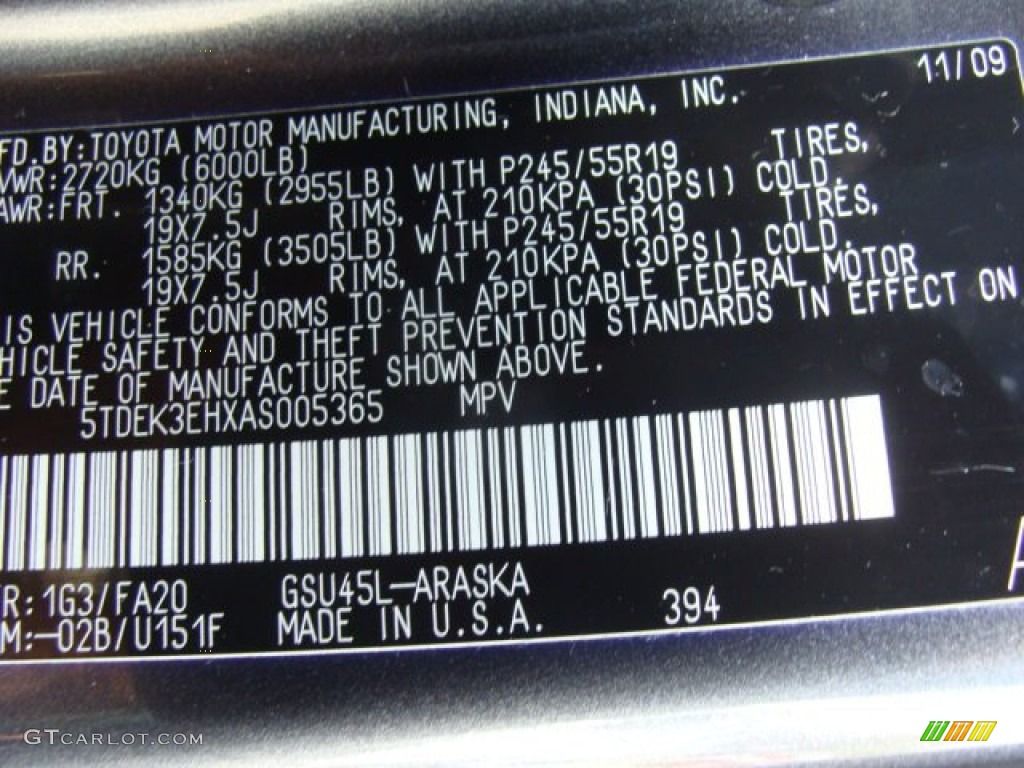 11/09
FD.BY:TOYOTA MOTOR MANUFACTURING, INDIANA, INC.
VWR:2720KG (6000LB)
AWR:FRT. 1340KG (2955LB) WITH P245/55R19 TIRES,
19X7.5J RIMS, AT 210KPA (30PSI) COLD.
RR. 1585KG (3505LB) WITH P245/55R19 TIRES,
19X7.5J RIMS, AT 210KPA (30PSI) COLD.
IS VEHICLE CONFORMS TO ALL APPLICABLE FEDERAL MOTOR
HICLE SAFETY AND THEFT PREVENTION STANDARDS IN EFFECT ON
E DATE OF MANUFACTURE SHOWN ABOVE.
5TDEK3EHXAS005365 MPV
R:1G3/FA20 GSU45L-ARASKA
M:-02B/U151F MADE IN U.S.A. 394
A
GTCARLOT.COM